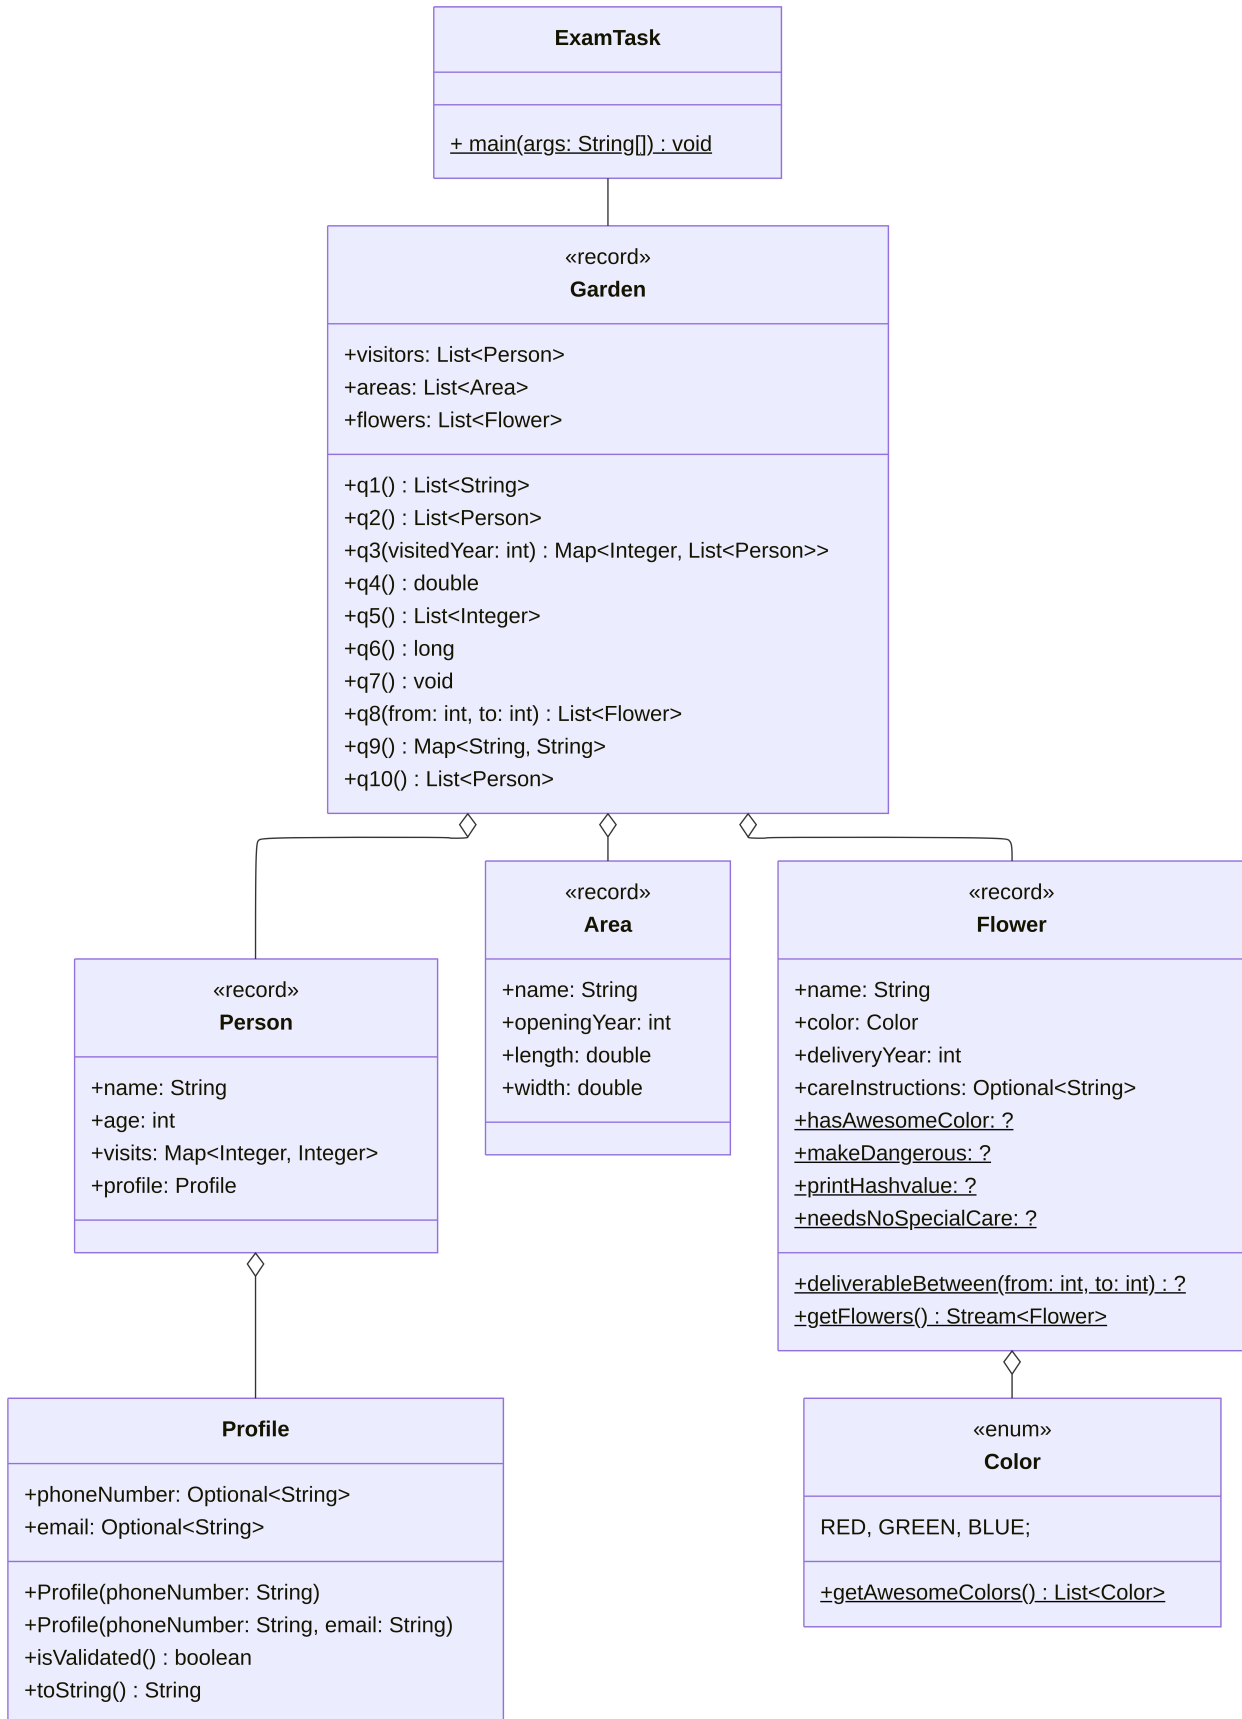 ExamTask
+ main(args: String[]) : void
«record»
Garden
+visitors: List<Person>
+areas: List<Area>
+flowers: List<Flower>
+q1() : List<String>
+q2() : List<Person>
+q3(visitedYear: int) : Map<Integer, List<Person>>
+q4() : double
+q5() : List<Integer>
+q6() : long
+q7() : void
+q8(from: int, to: int) : List<Flower>
+q9() : Map<String, String>
+q10() : List<Person>
«record»
Person
+name: String
+age: int
+visits: Map<Integer, Integer>
+profile: Profile
«record»
Area
+name: String
+openingYear: int
+length: double
+width: double
«record»
Flower
+name: String
+color: Color
+deliveryYear: int
+careInstructions: Optional<String>
+hasAwesomeColor: ?
+makeDangerous: ?
+printHashvalue: ?
+needsNoSpecialCare: ?
+deliverableBetween(from: int, to: int) : ?
+getFlowers() : Stream<Flower>
Profile
+phoneNumber: Optional<String>
+email: Optional<String>
+Profile(phoneNumber: String)
+Profile(phoneNumber: String, email: String)
+isValidated() : boolean
+toString() : String
«enum»
Color
RED, GREEN, BLUE;
+getAwesomeColors() : List<Color>